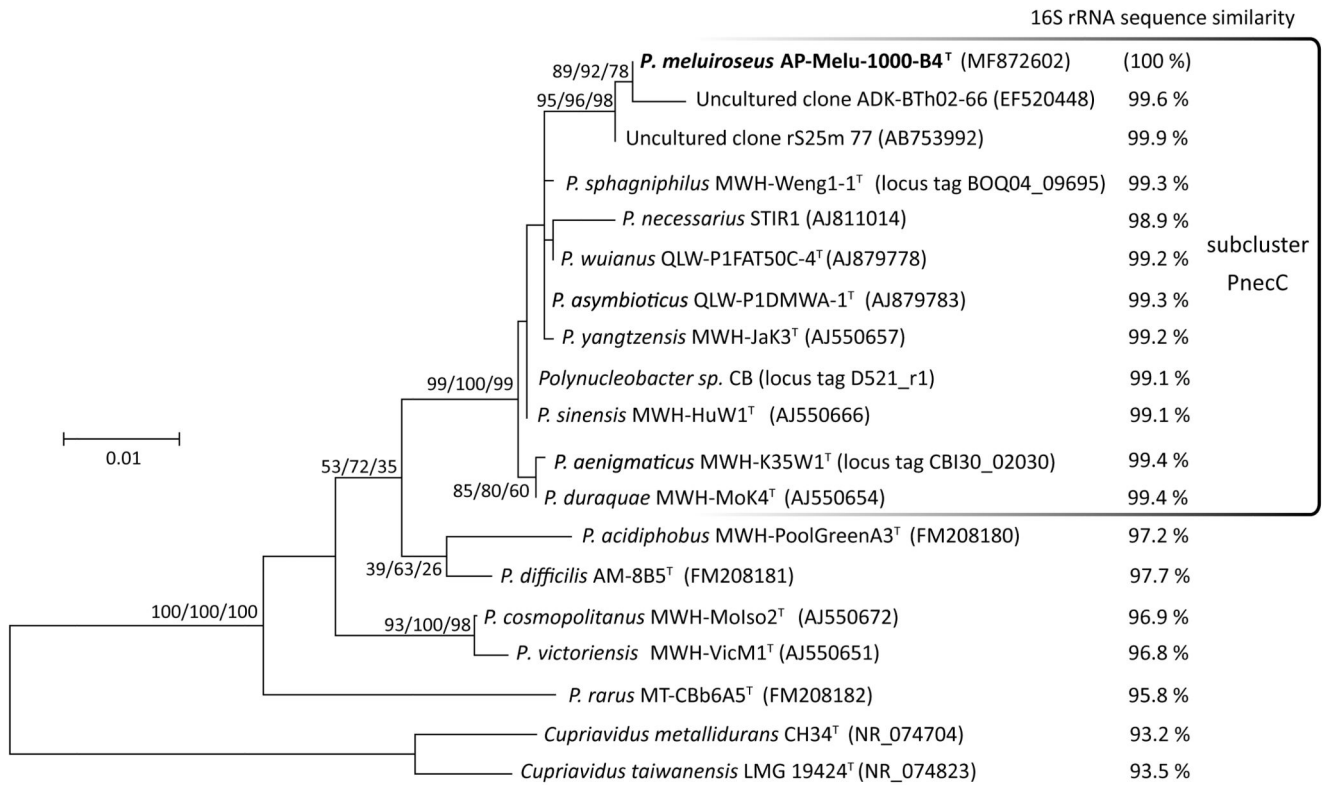 16S rRNA sequence similarity
89/92/78 P. meluiroseus AP-Melu-1000-B4ᵀ (MF872602) (100 %)
95/96/98 Uncultured clone ADK-BTh02-66 (EF520448) 99.6 %
Uncultured clone rS25m 77 (AB753992) 99.9 %
P. sphagniphilus MWH-Weng1-1ᵀ (locus tag BOQ04_09695) 99.3 %
P. necessarius STIR1 (AJ811014) 98.9 %
subcluster
PnecC
P. wuianus QLW-P1FAT50C-4ᵀ (AJ879778) 99.2 %
P. asymbioticus QLW-P1DMWA-1ᵀ (AJ879783) 99.3 %
P. yangtzensis MWH-JaK3ᵀ (AJ550657) 99.2 %
99/100/99 Polynucleobacter sp. CB (locus tag D521_r1) 99.1 %
P. sinensis MWH-HuW1ᵀ (AJ550666) 99.1 %
0.01
53/72/35 P. aenigmaticus MWH-K35W1ᵀ (locus tag CBI30_02030) 99.4 %
85/80/60 P. duraquae MWH-MoK4ᵀ (AJ550654) 99.4 %
P. acidiphobus MWH-PoolGreenA3ᵀ (FM208180) 97.2 %
39/63/26 P. difficilis AM-8B5ᵀ (FM208181) 97.7 %
100/100/100 P. cosmopolitanus MWH-MoIso2ᵀ (AJ550672) 96.9 %
93/100/98 P. victoriensis MWH-VicM1ᵀ (AJ550651) 96.8 %
P. rarus MT-CBb6A5ᵀ (FM208182) 95.8 %
Cupriavidus metallidurans CH34ᵀ (NR_074704) 93.2 %
Cupriavidus taiwanensis LMG 19424ᵀ (NR_074823) 93.5 %